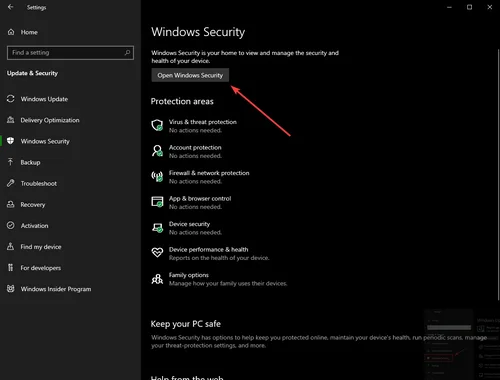 Settings
Home
Find a setting
Update & Security
Windows Update
Delivery Optimization
Windows Security
Backup
Troubleshoot
Recovery
Activation
Find my device
For developers
Windows Insider Program
Windows Security
Windows Security is your home to view and manage the security and
health of your device.
Open Windows Security
Protection areas
Virus & threat protection
No actions needed.
Account protection
No actions needed.
Firewall & network protection
No actions needed.
App & browser control
No actions needed.
Device security
No actions needed.
Device performance & health
Reports on the health of your device.
Family options
Manage how your family uses their devices.
Keep your PC safe
Windows Security has options to help keep you protected online, maintain your device's health, run periodic scans, manage
your threat-protection settings, and more.
Help from the web